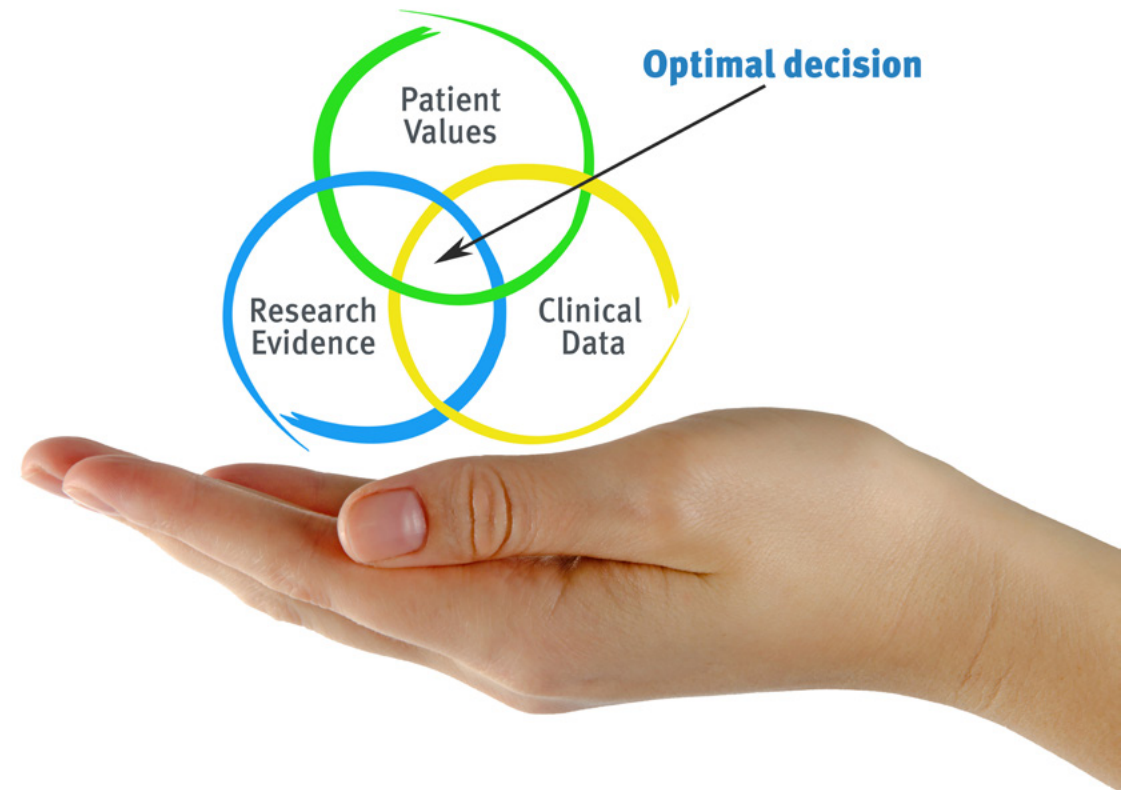 Optimal decision
Patient
Values
Research
Evidence
Clinical
Data